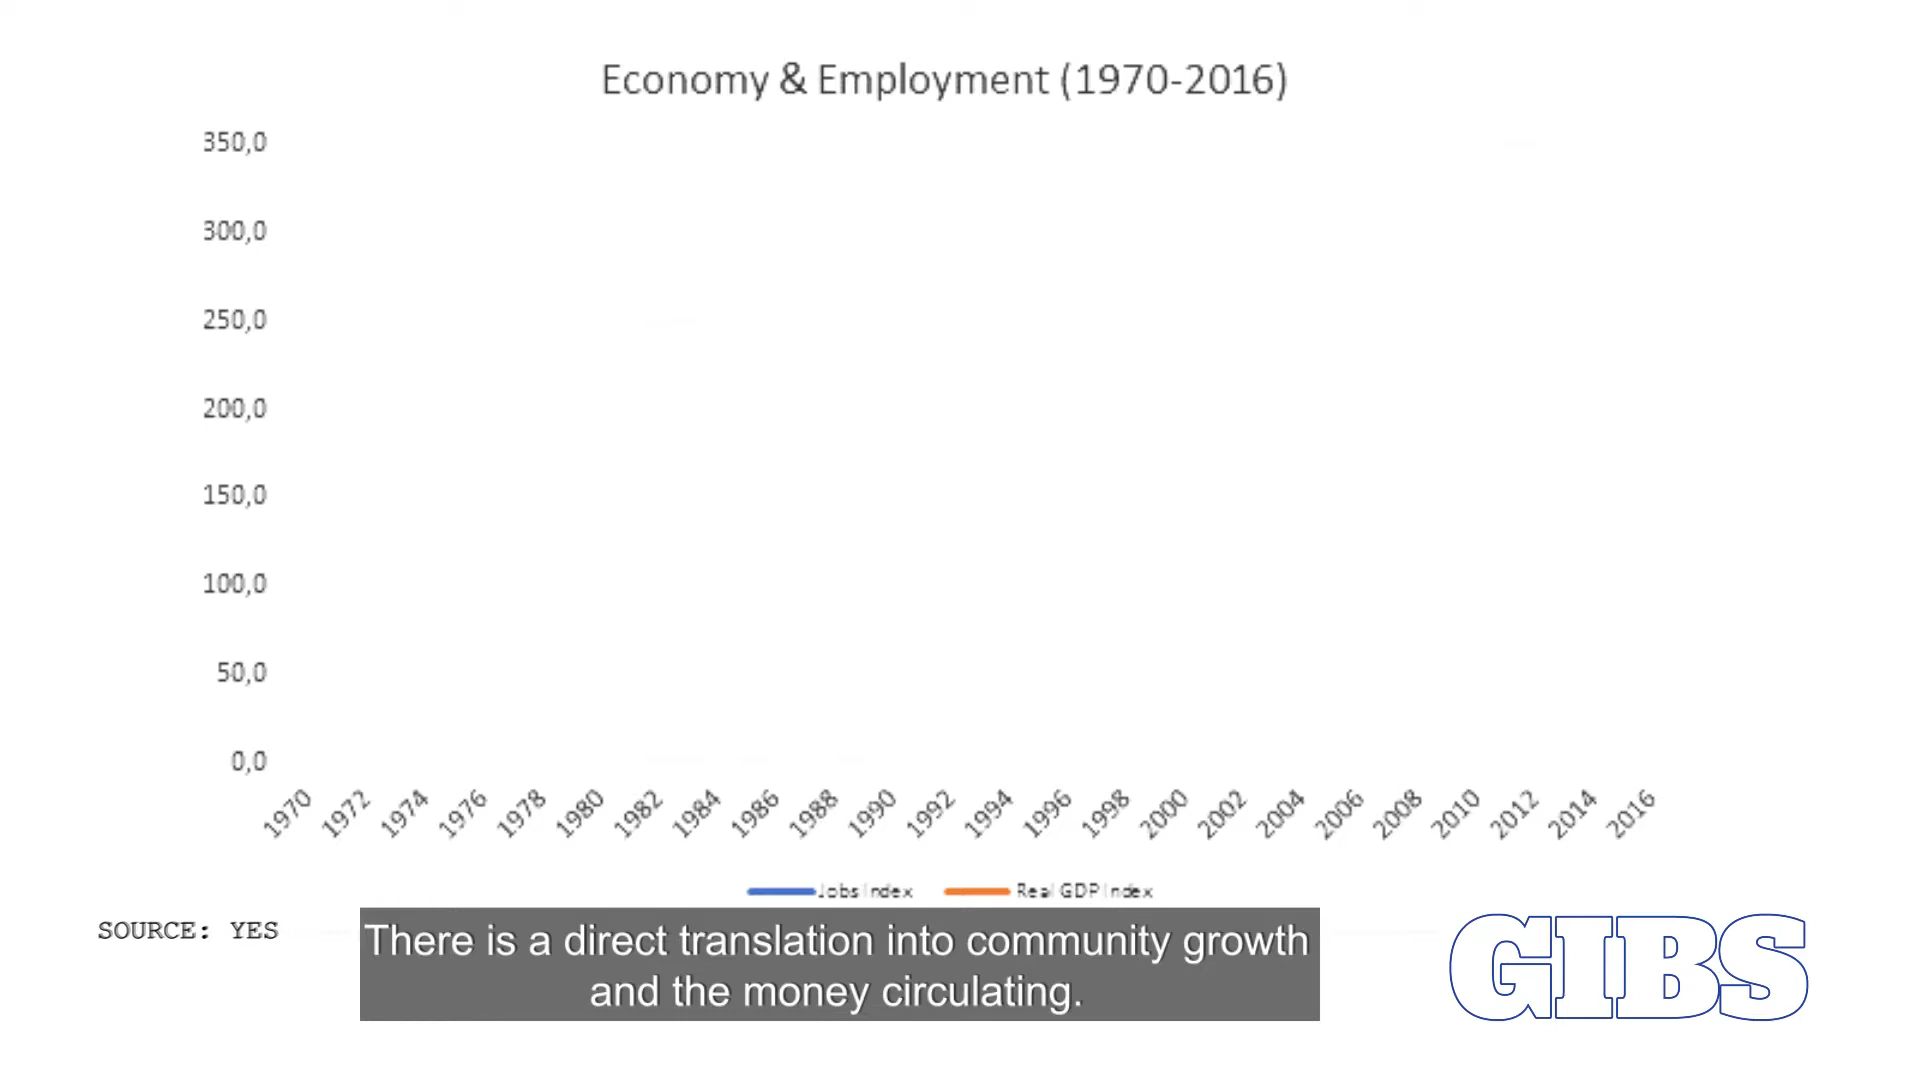 Economy & Employment (1970-2016)
350,0
300,0
250,0
200,0
150,0
100,0
50,0
0,0
1970 1972 1974 1976 1978 1980 1982 1984 1986 1988 1990 1992 1994 1996 1998 2000 2002 2004 2006 2008 2010 2012 2014 2016
Jobs Index Real GDP Index
SOURCE: YES
There is a direct translation into community growth
and the money circulating.
GIBS